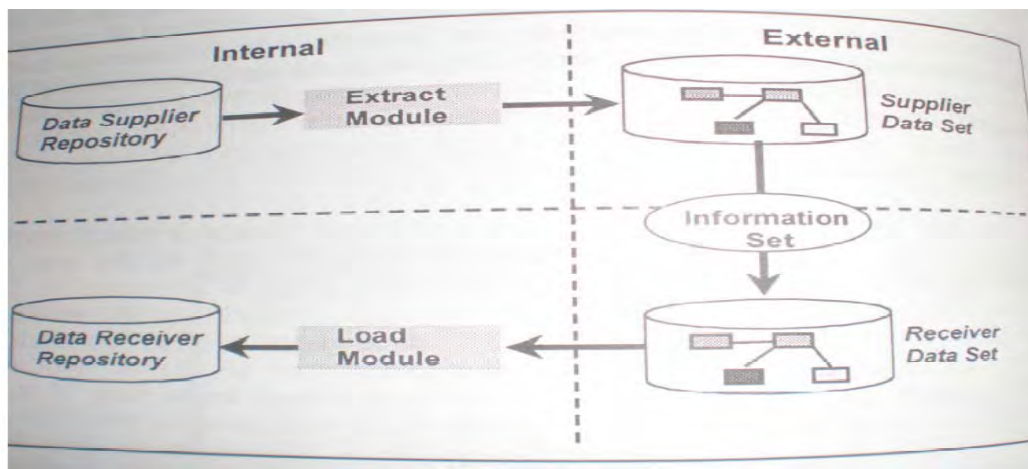 Internal
External
Data Supplier
Repository
Extract
Module
Supplier
Data Set
Information
Set
Data Receiver
Repository
Load
Module
Receiver
Data Set